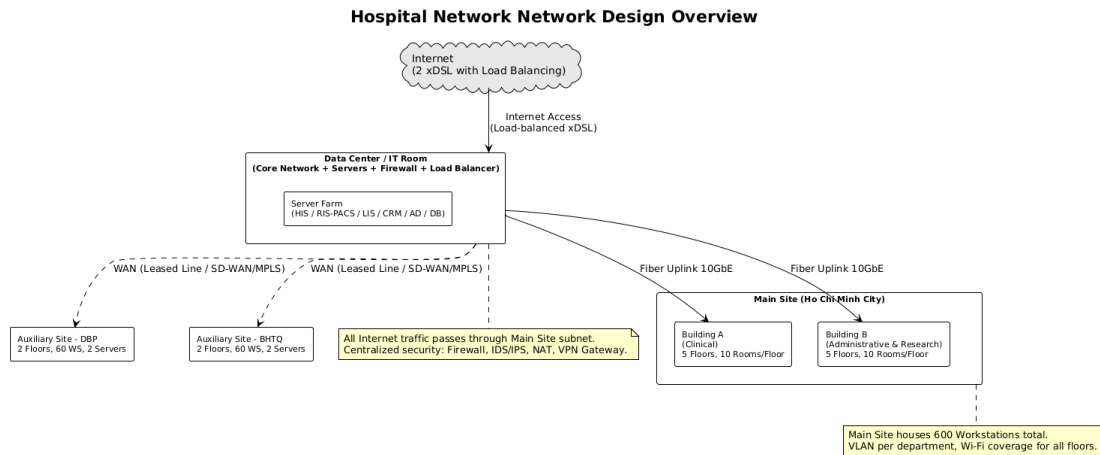 Hospital Network Network Design Overview
Internet
(2 xDSL with Load Balancing)
Internet Access
(Load-balanced xDSL)
Data Center / IT Room
(Core Network + Servers + Firewall + Load Balancer)
Server Farm
(HIS / RIS-PACS / LIS / CRM / AD / DB)
WAN (Leased Line / SD-WAN/MPLS)
WAN (Leased Line / SD-WAN/MPLS)
Fiber Uplink 10GbE
Fiber Uplink 10GbE
Auxiliary Site - DBP
2 Floors, 60 WS, 2 Servers
Auxiliary Site - BHTQ
2 Floors, 60 WS, 2 Servers
All Internet traffic passes through Main Site subnet.
Centralized security: Firewall, IDS/IPS, NAT, VPN Gateway.
Main Site (Ho Chi Minh City)
Building A
(Clinical)
5 Floors, 10 Rooms/Floor
Building B
(Administrative & Research)
5 Floors, 10 Rooms/Floor
Main Site houses 600 Workstations total.
VLAN per department, Wi-Fi coverage for all floors.